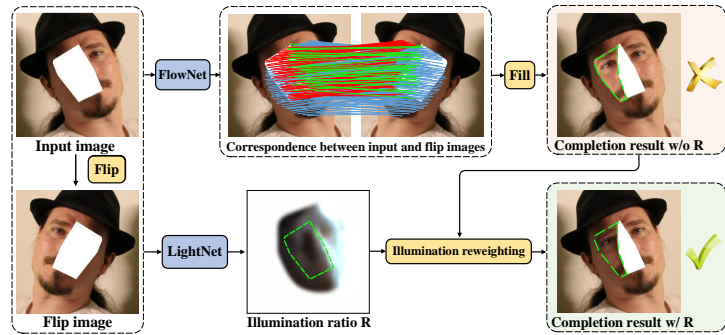 FlowNet
Fill
Input image
Correspondence between input and flip images
Completion result w/o R
Flip
LightNet
Illumination reweighting
Flip image
Illumination ratio R
Completion result w/ R